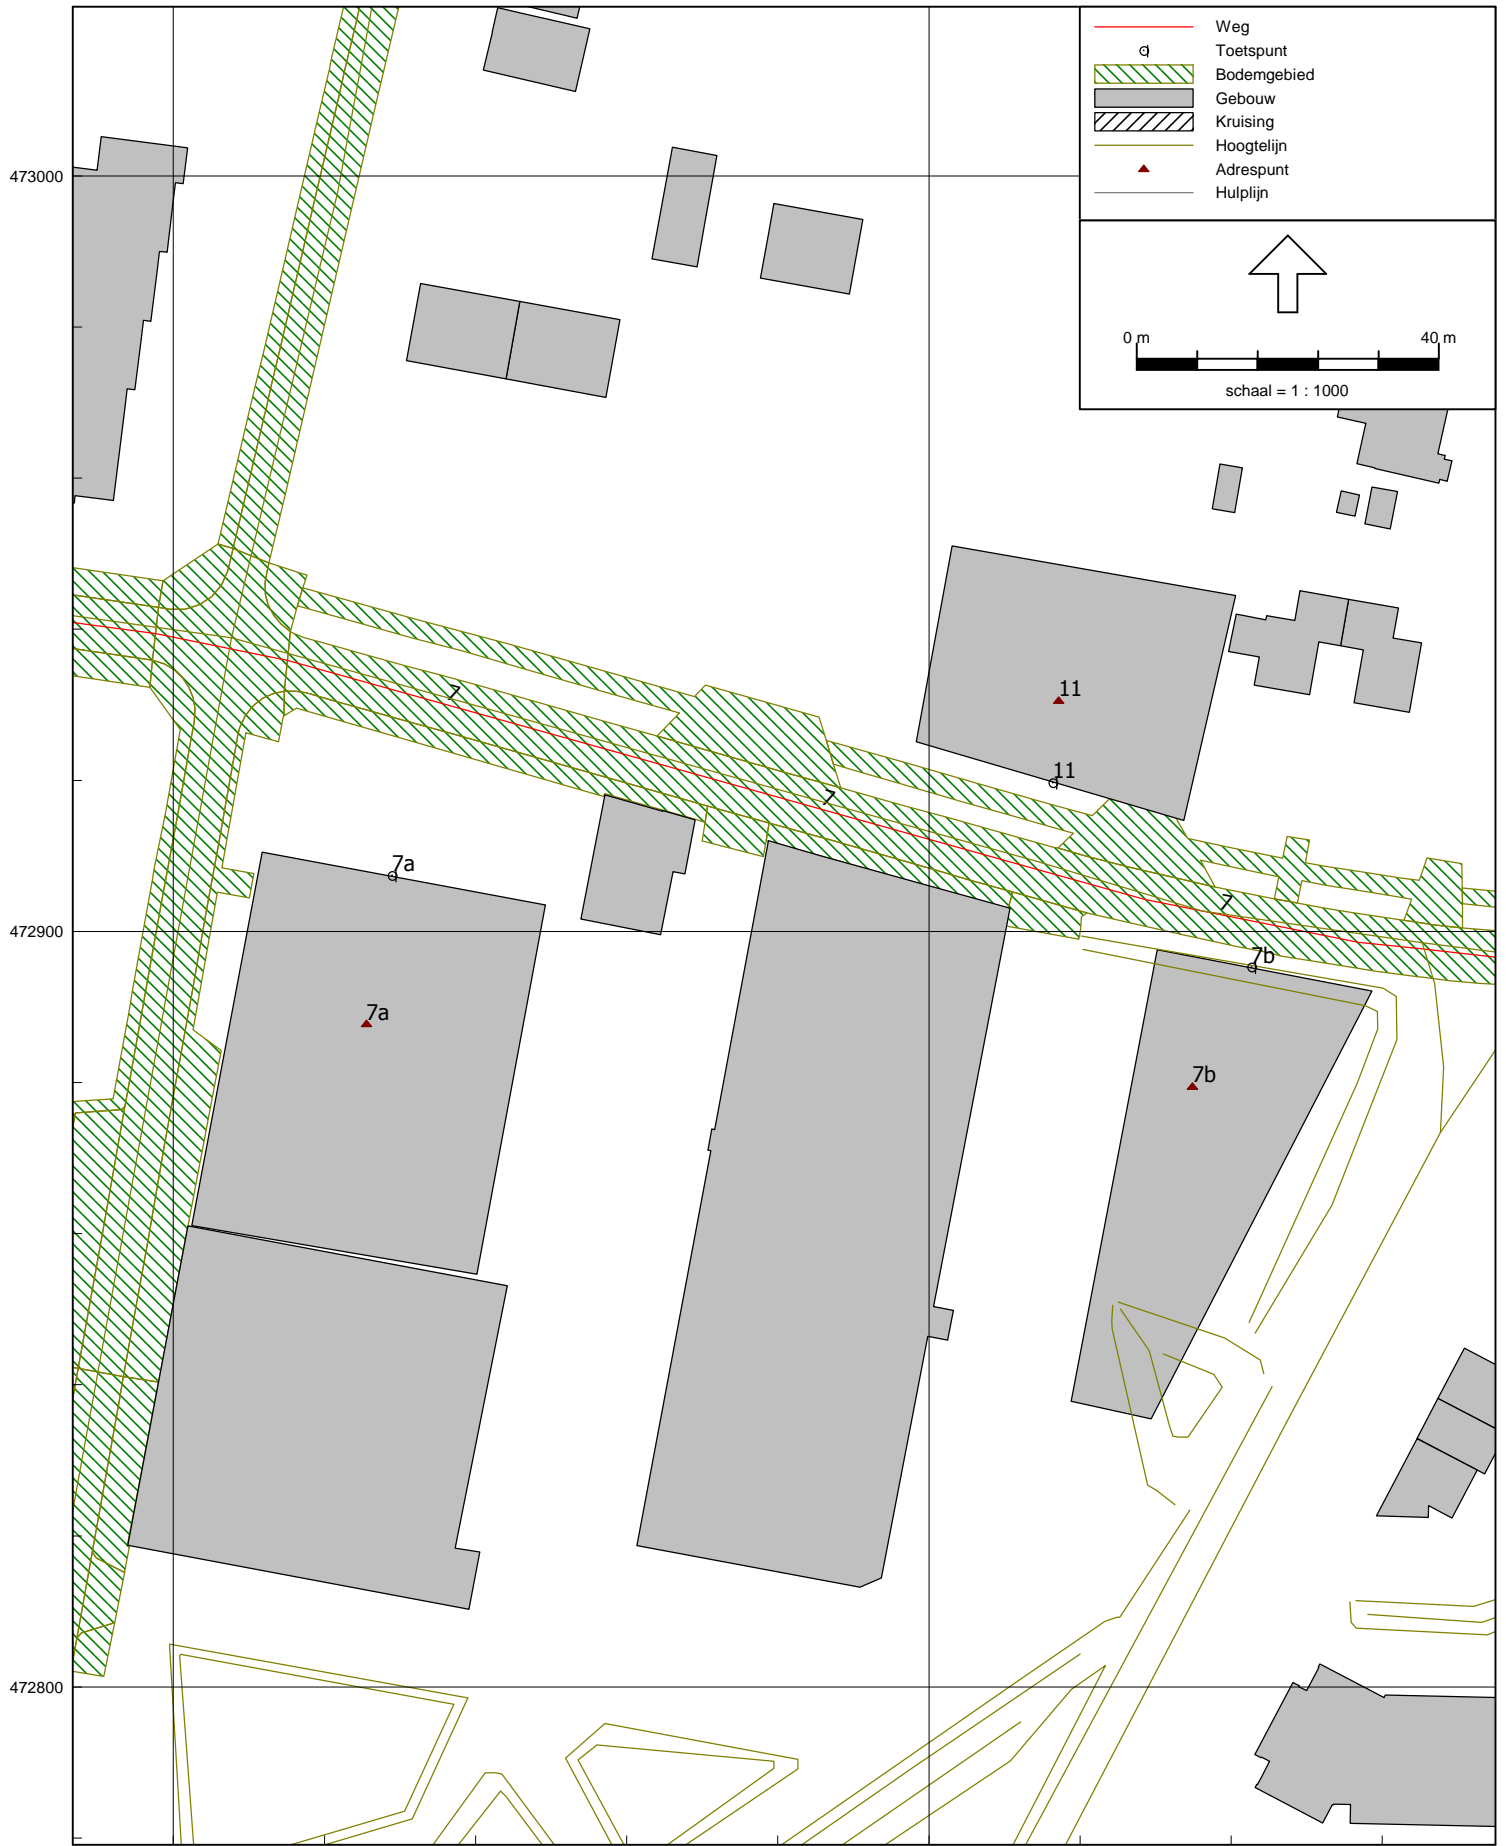 Weg
Toetspunt
Bodemgebied
Gebouw
Kruising
Hoogtelijn
Adrespunt
Hulplijn
473000
0 m 40 m
schaal = 1 : 1000
7
11
11
7
7a
7
472900
7b
7a
7b
472800